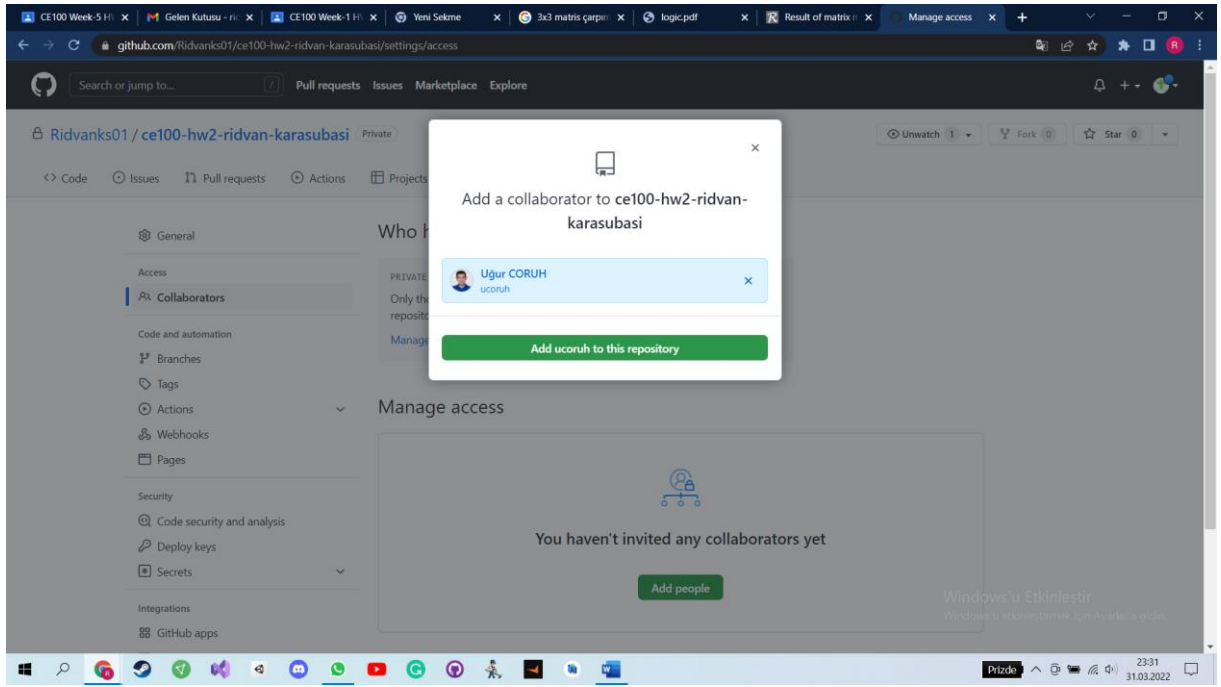 CE100 Week-5 H
Gelen Kutusu - ri
CE100 Week-1 H
Yeni Sekme
3x3 matris çarpım
logic.pdf
Result of matrix
Manage access
github.com/Ridvanks01/ce100-hw2-ridvan-karasubasi/settings/access
R
Search or jump to...
/
Pull requests Issues Marketplace Explore
Ridvanks01 / ce100-hw2-ridvan-karasubasi Private
Unwatch 1
Fork 0
Star 0
Code
Issues
Pull requests
Actions
Projects
Add a collaborator to ce100-hw2-ridvan-
karasubasi
Uğur CORUH
ucoruh
Add ucoruh to this repository
General
Access
Collaborators
Code and automation
Branches
Tags
Actions
Webhooks
Pages
Security
Code security and analysis
Deploy keys
Secrets
Integrations
GitHub apps
Who
PRIVATE
Only
Manage
Manage access
You haven't invited any collaborators yet
Add people
Windows'u Etkinleştir
Windows'u etkinleştirmek için Ayarlar'a gidin.
Prizde
23:31
31.03.2022